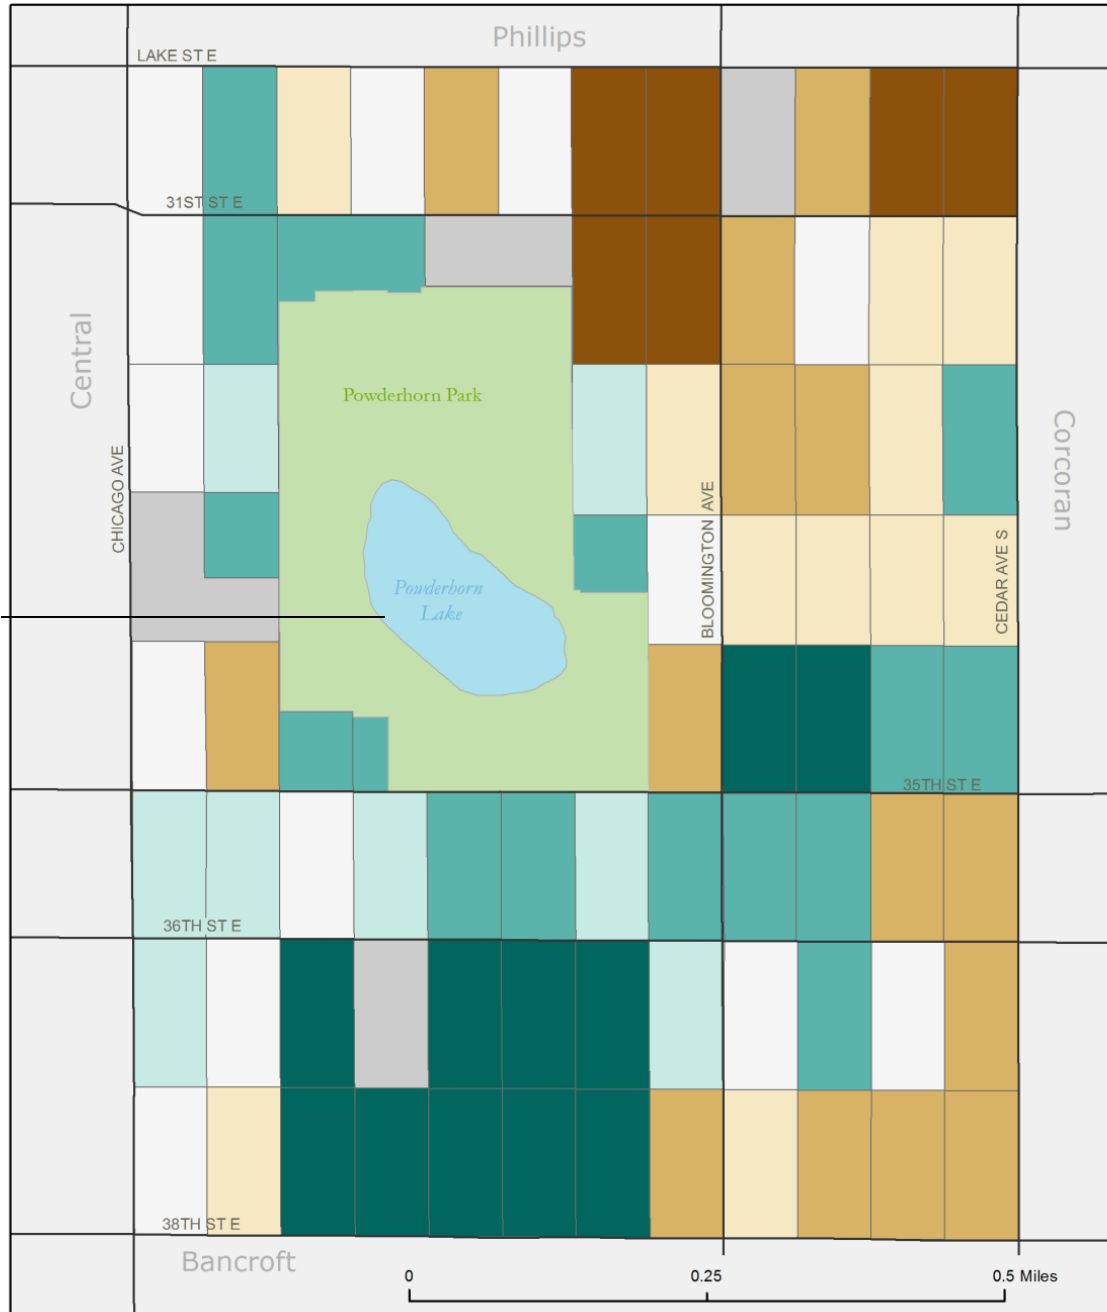 Phillips
LAKE ST E
31ST ST E
Central
Powderhorn Park
Corcoran
CHICAGO AVE
BLOOMINGTON AVE
CEDAR AVE S
Powderhorn
Lake
35TH ST E
36TH ST E
38TH ST E
Bancroft
0
0.25
0.5 Miles